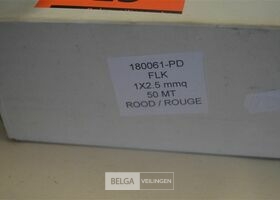 180061-PD
FLK
1X2.5 mmq
50 MT
ROOD / ROUGE
BELGA VEILINGEN